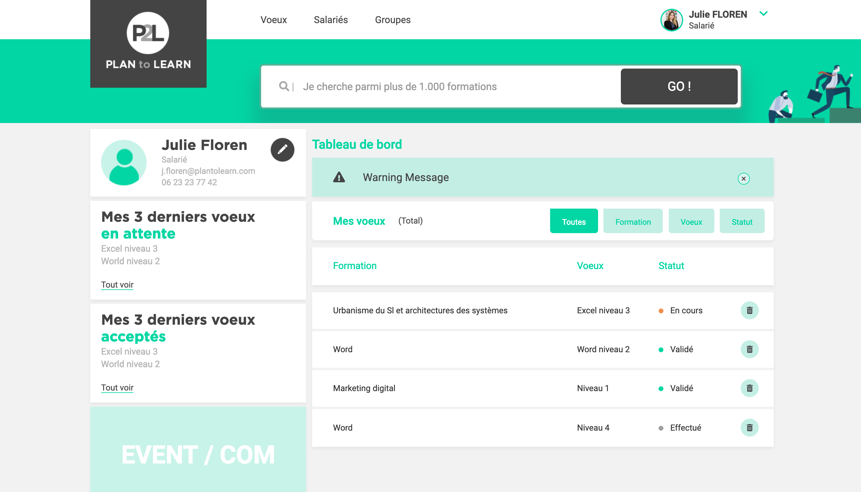 P2L
PLAN to LEARN
Voeux
Salariés
Groupes
Julie FLOREN
Salarié
Je cherche parmi plus de 1.000 formations
GO !
Julie Floren
Salarié
j.floren@plantolearn.com
06 23 23 77 42
Mes 3 derniers voeux
en attente
Excel niveau 3
World niveau 2
Tout voir
Mes 3 derniers voeux
acceptés
Excel niveau 3
World niveau 2
Tout voir
EVENT / COM
Tableau de bord
Warning Message
Mes voeux (Total)
Toutes
Formation
Voeux
Statut
Formation Voeux Statut
Urbanisme du SI et architectures des systèmes Excel niveau 3 En cours
Word Word niveau 2 Validé
Marketing digital Niveau 1 Validé
Word Niveau 4 Effectué